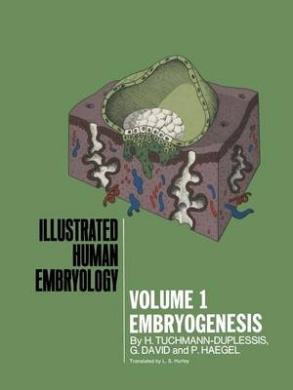 ILLUSTRATED
HUMAN
EMBRYOLOGY
VOLUME 1
EMBRYOGENESIS
By H. TUCHMANN-DUPLESSIS,
G. DAVID and P. HAEGEL
Translated by L. S. Hurley